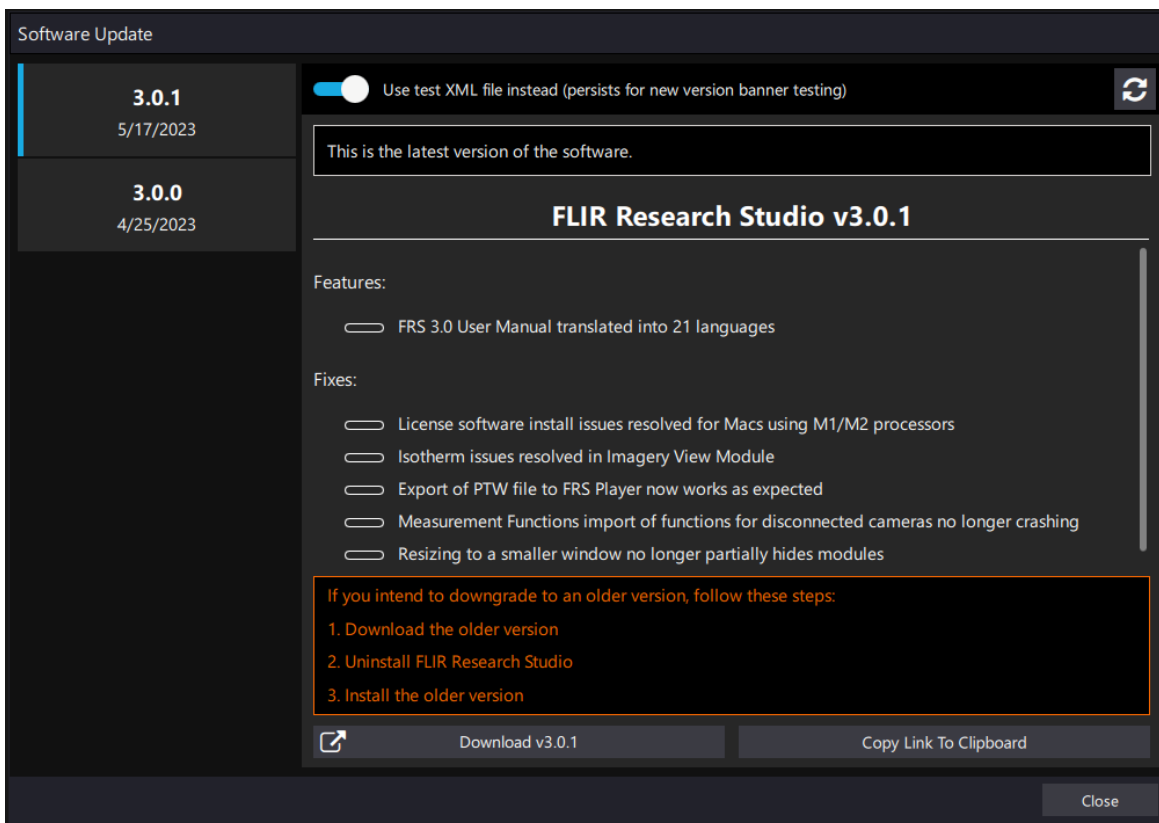 Software Update
3.0.1
5/17/2023
3.0.0
4/25/2023
Use test XML file instead (persists for new version banner testing)
This is the latest version of the software.
FLIR Research Studio v3.0.1
Features:
FRS 3.0 User Manual translated into 21 languages
Fixes:
License software install issues resolved for Macs using M1/M2 processors
Isotherm issues resolved in Imagery View Module
Export of PTW file to FRS Player now works as expected
Measurement Functions import of functions for disconnected cameras no longer crashing
Resizing to a smaller window no longer partially hides modules
If you intend to downgrade to an older version, follow these steps:
1. Download the older version
2. Uninstall FLIR Research Studio
3. Install the older version
Download v3.0.1
Copy Link To Clipboard
Close